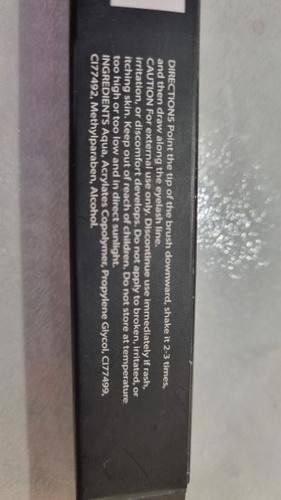 DIRECTIONS Point the tip of the brush downward, shake it 2-3 times,
and then draw along the eyelash line.
CAUTION For external use only. Discontinue use immediately if rash,
irritation, or discomfort develops. Do not apply to broken, irritated, or
itching skin. Keep out of reach of children. Do not store at temperature
too high or too low and in direct sunlight.
INGREDIENTS Aqua, Acrylates Copolymer, Propylene Glycol, CI77499,
CI77492, Methylparaben, Alcohol.